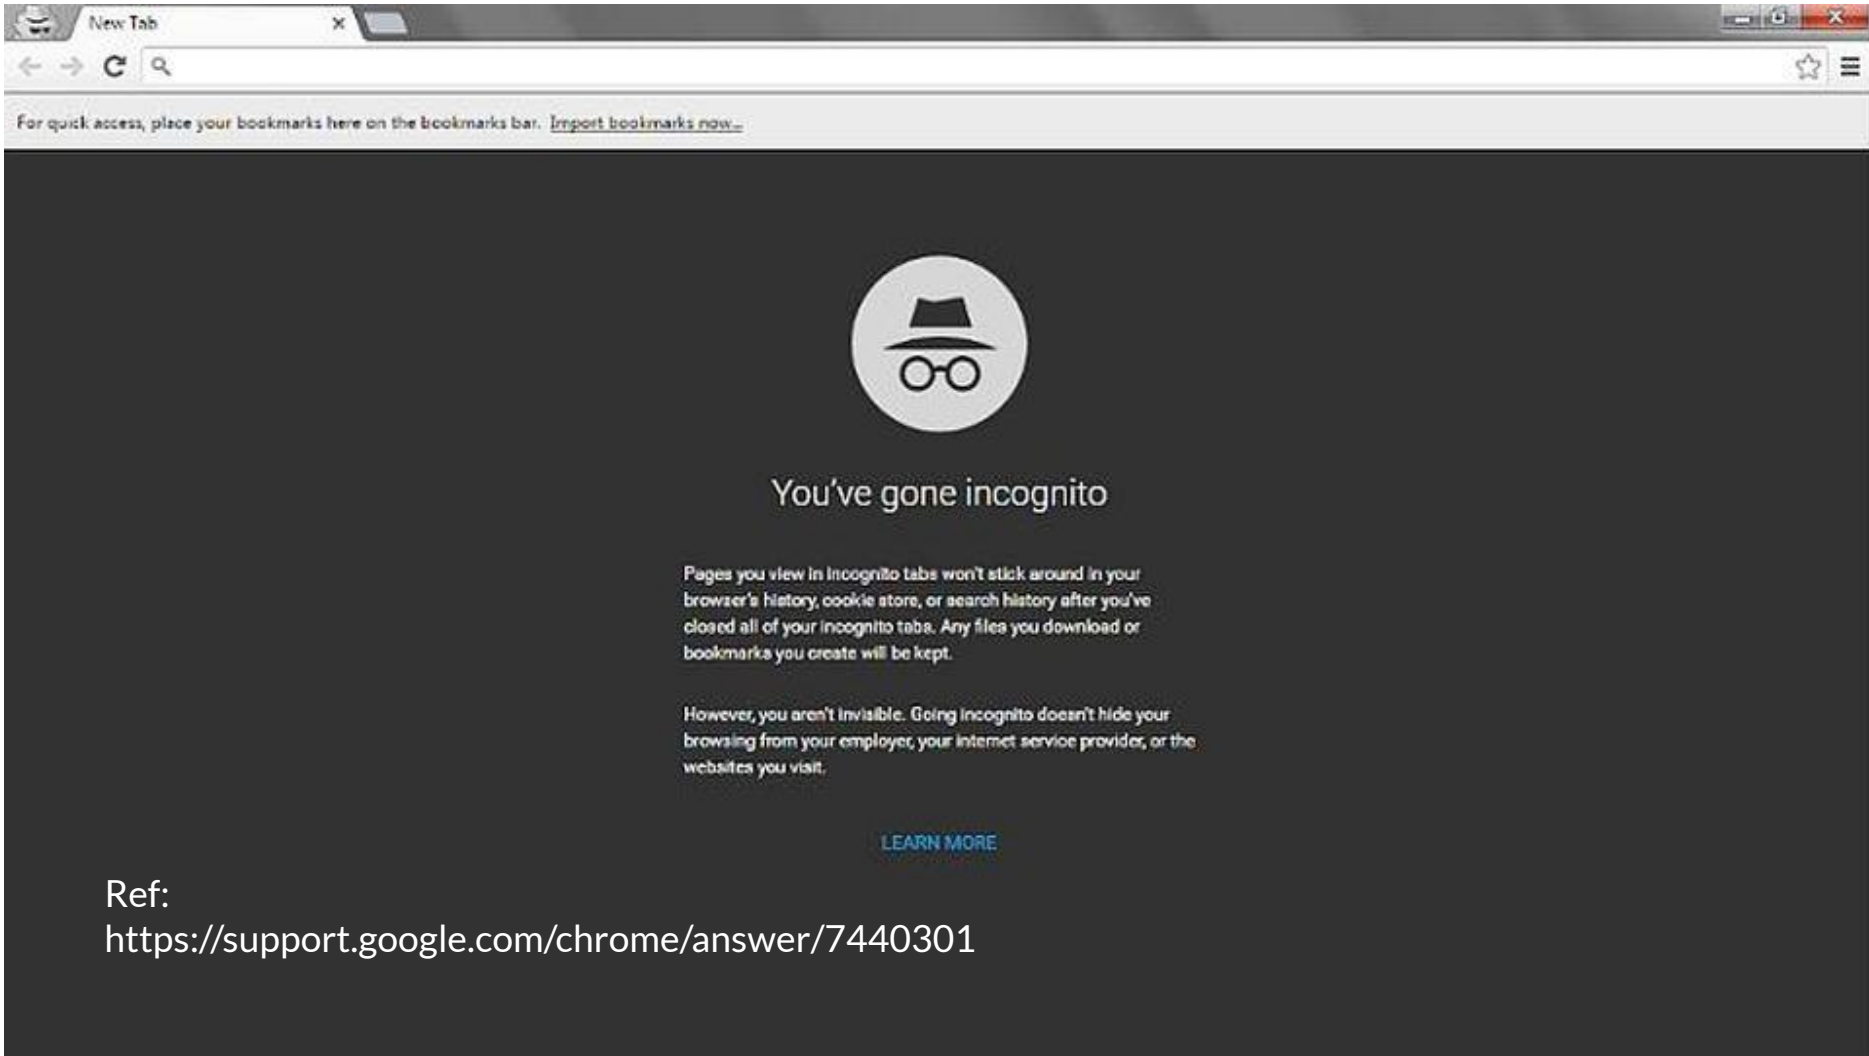 New Tab
For quick access, place your bookmarks here on the bookmarks bar. Import bookmarks now...
You've gone incognito
Pages you view in incognito tabs won't stick around in your
browser's history, cookie store, or search history after you've
closed all of your incognito tabs. Any files you download or
bookmarks you create will be kept.
However, you aren't invisible. Going incognito doesn't hide your
browsing from your employer, your internet service provider, or the
websites you visit.
LEARN MORE
Ref:
https://support.google.com/chrome/answer/7440301